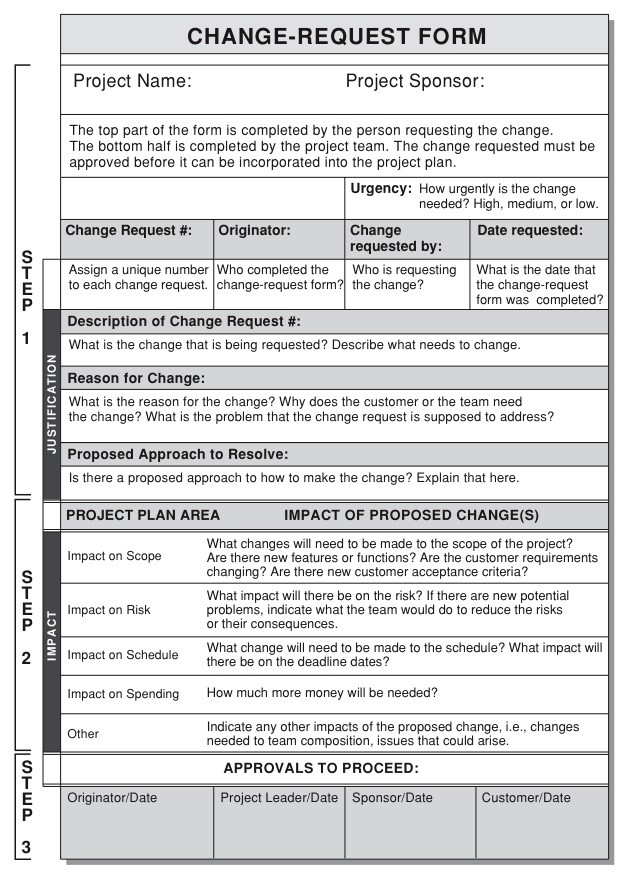 CHANGE-REQUEST FORM
Project Name: Project Sponsor:
The top part of the form is completed by the person requesting the change.
The bottom half is completed by the project team. The change requested must be
approved before it can be incorporated into the project plan.
Urgency: How urgently is the change
needed? High, medium, or low.
STEP 1
Change Request #:
Originator:
Change
requested by:
Date requested:
Assign a unique number
to each change request.
Who completed the
change-request form?
Who is requesting
the change?
What is the date that
the change-request
form was completed?
JUSTIFICATION
Description of Change Request #:
What is the change that is being requested? Describe what needs to change.
Reason for Change:
What is the reason for the change? Why does the customer or the team need
the change? What is the problem that the change request is supposed to address?
Proposed Approach to Resolve:
Is there a proposed approach to how to make the change? Explain that here.
STEP 2
PROJECT PLAN AREA IMPACT OF PROPOSED CHANGE(S)
IMPACT
Impact on Scope
What changes will need to be made to the scope of the project?
Are there new features or functions? Are the customer requirements
changing? Are there new customer acceptance criteria?
Impact on Risk
What impact will there be on the risk? If there are new potential
problems, indicate what the team would do to reduce the risks
or their consequences.
Impact on Schedule
What change will need to be made to the schedule? What impact will
there be on the deadline dates?
Impact on Spending
How much more money will be needed?
Other
Indicate any other impacts of the proposed change, i.e., changes
needed to team composition, issues that could arise.
STEP 3
APPROVALS TO PROCEED:
Originator/Date
Project Leader/Date
Sponsor/Date
Customer/Date